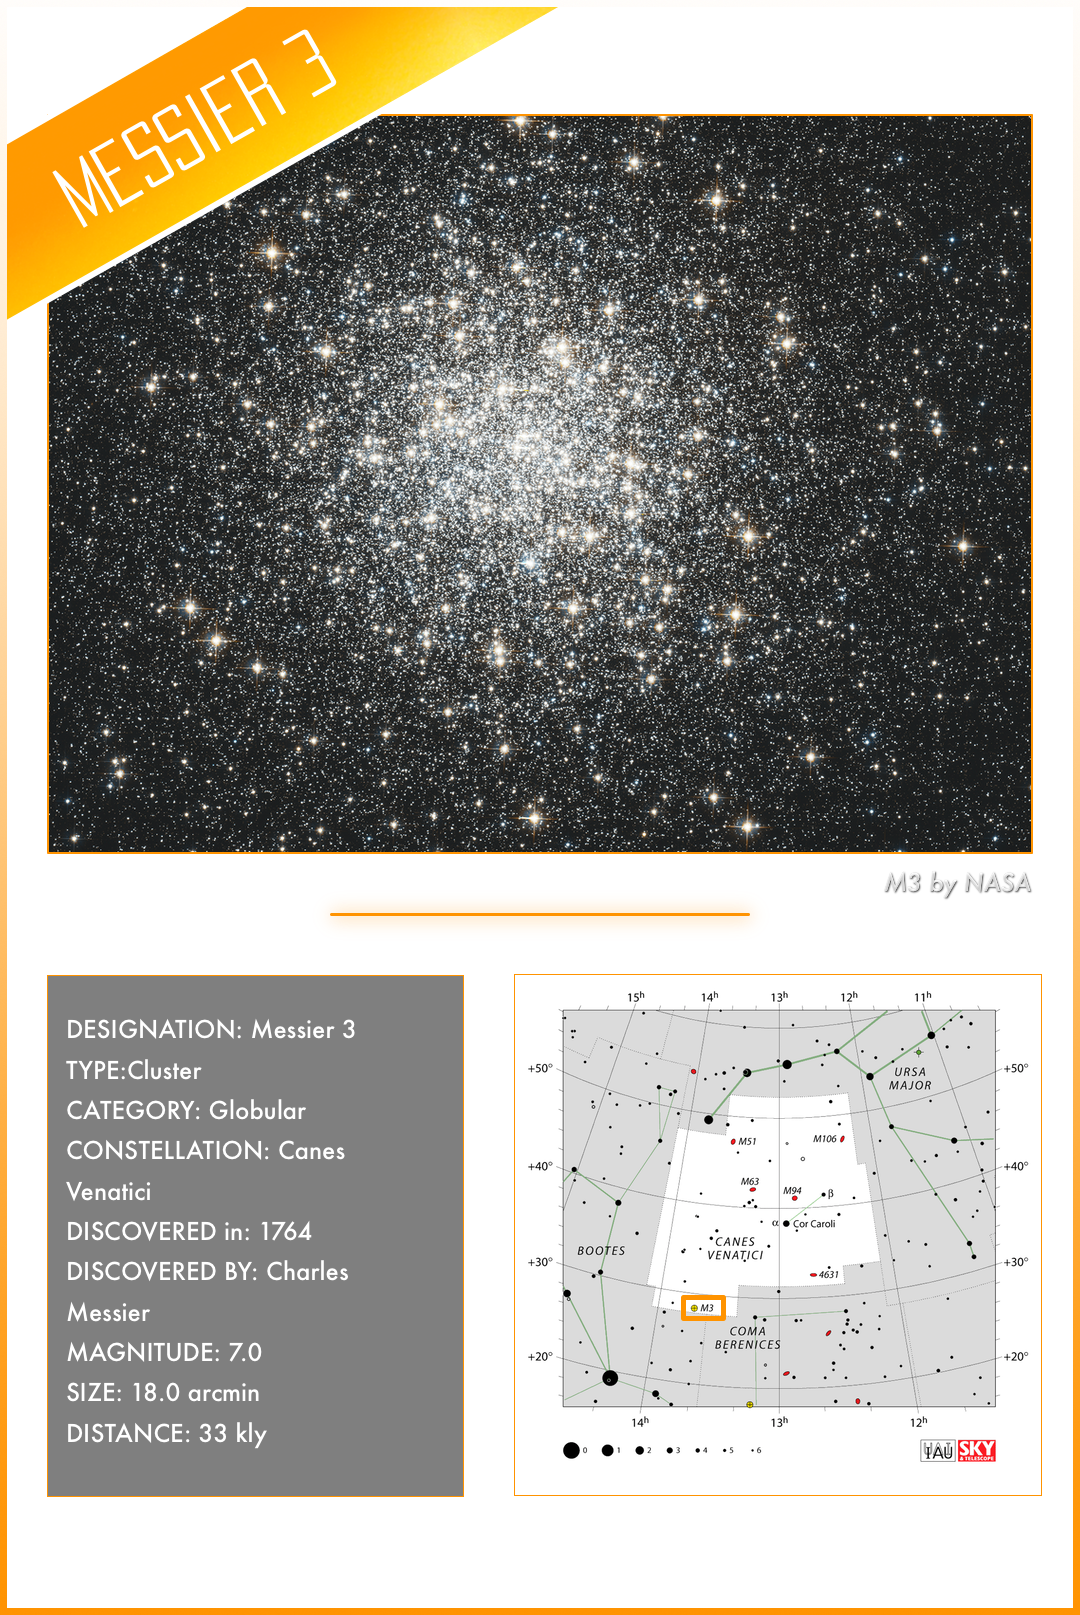 MESSIER 3
M3 by NASA
DESIGNATION: Messier 3
TYPE:Cluster
CATEGORY: Globular
CONSTELLATION: Canes
Venatici
DISCOVERED in: 1764
DISCOVERED BY: Charles
Messier
MAGNITUDE: 7.0
SIZE: 18.0 arcmin
DISTANCE: 33 kly
15h 14h 13h 12h 11h
+50° +50°
URSA
MAJOR
M51 M106
+40° +40°
M63 M94 β
α Cor Caroli
BOOTES
CANES
VENATICI
+30° +30°
4631
M3
COMA
BERENICES
+20° +20°
14h 13h 12h
0 1 2 3 4 5 6
IAU SKY
& TELESCOPE